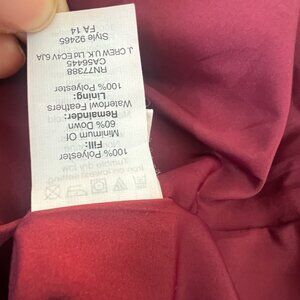 100% Polyester
Fill:
Minimum Of
60% Down
Remainder:
Waterfowl Feathers
Lining:
100% Polyester
RN77388
CA56445
J. CREW U.K. Ltd EC4V 6JA
Style 92465
FA 14